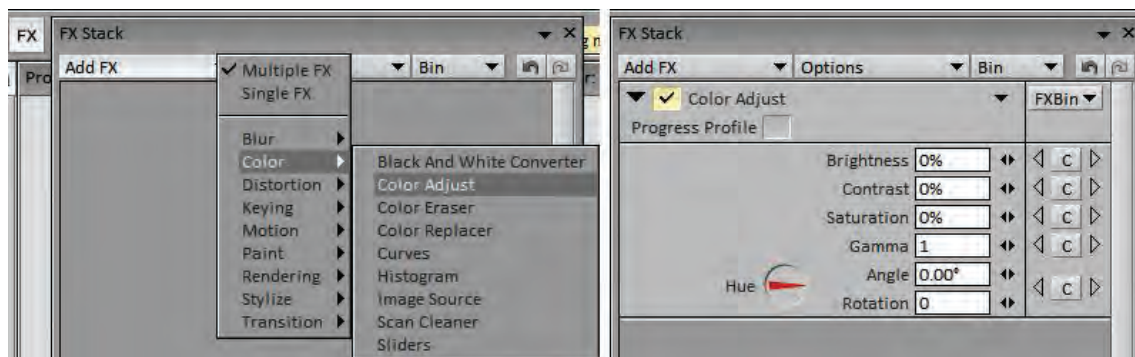 FX
FX Stack
Add FX
Bin
Pro
Multiple FX
Single FX
Blur
Color
Distortion
Keying
Motion
Paint
Rendering
Stylize
Transition
Black And White Converter
Color Adjust
Color Eraser
Color Replacer
Curves
Histogram
Image Source
Scan Cleaner
Sliders
FX Stack
Add FX
Options
Bin
Color Adjust
FXBin
Progress Profile
Brightness 0% C
Contrast 0% C
Saturation 0% C
Gamma 1 C
Hue
Angle 0.00°
C
Rotation 0